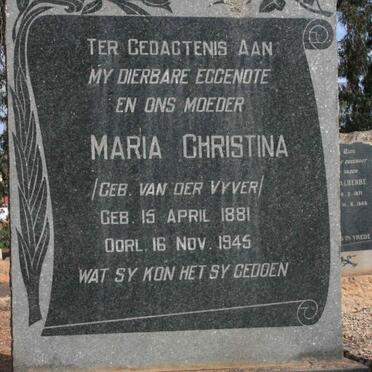 TER GEDACTENIS AAN
MY DIERBARE EGGENOTE
EN ONS MOEDER
MARIA CHRISTINA
(GEB. VAN DER VYVER)
GEB. 15 APRIL 1881
OORL. 16 NOV. 1945
WAT SY KON HET SY GEDOEN